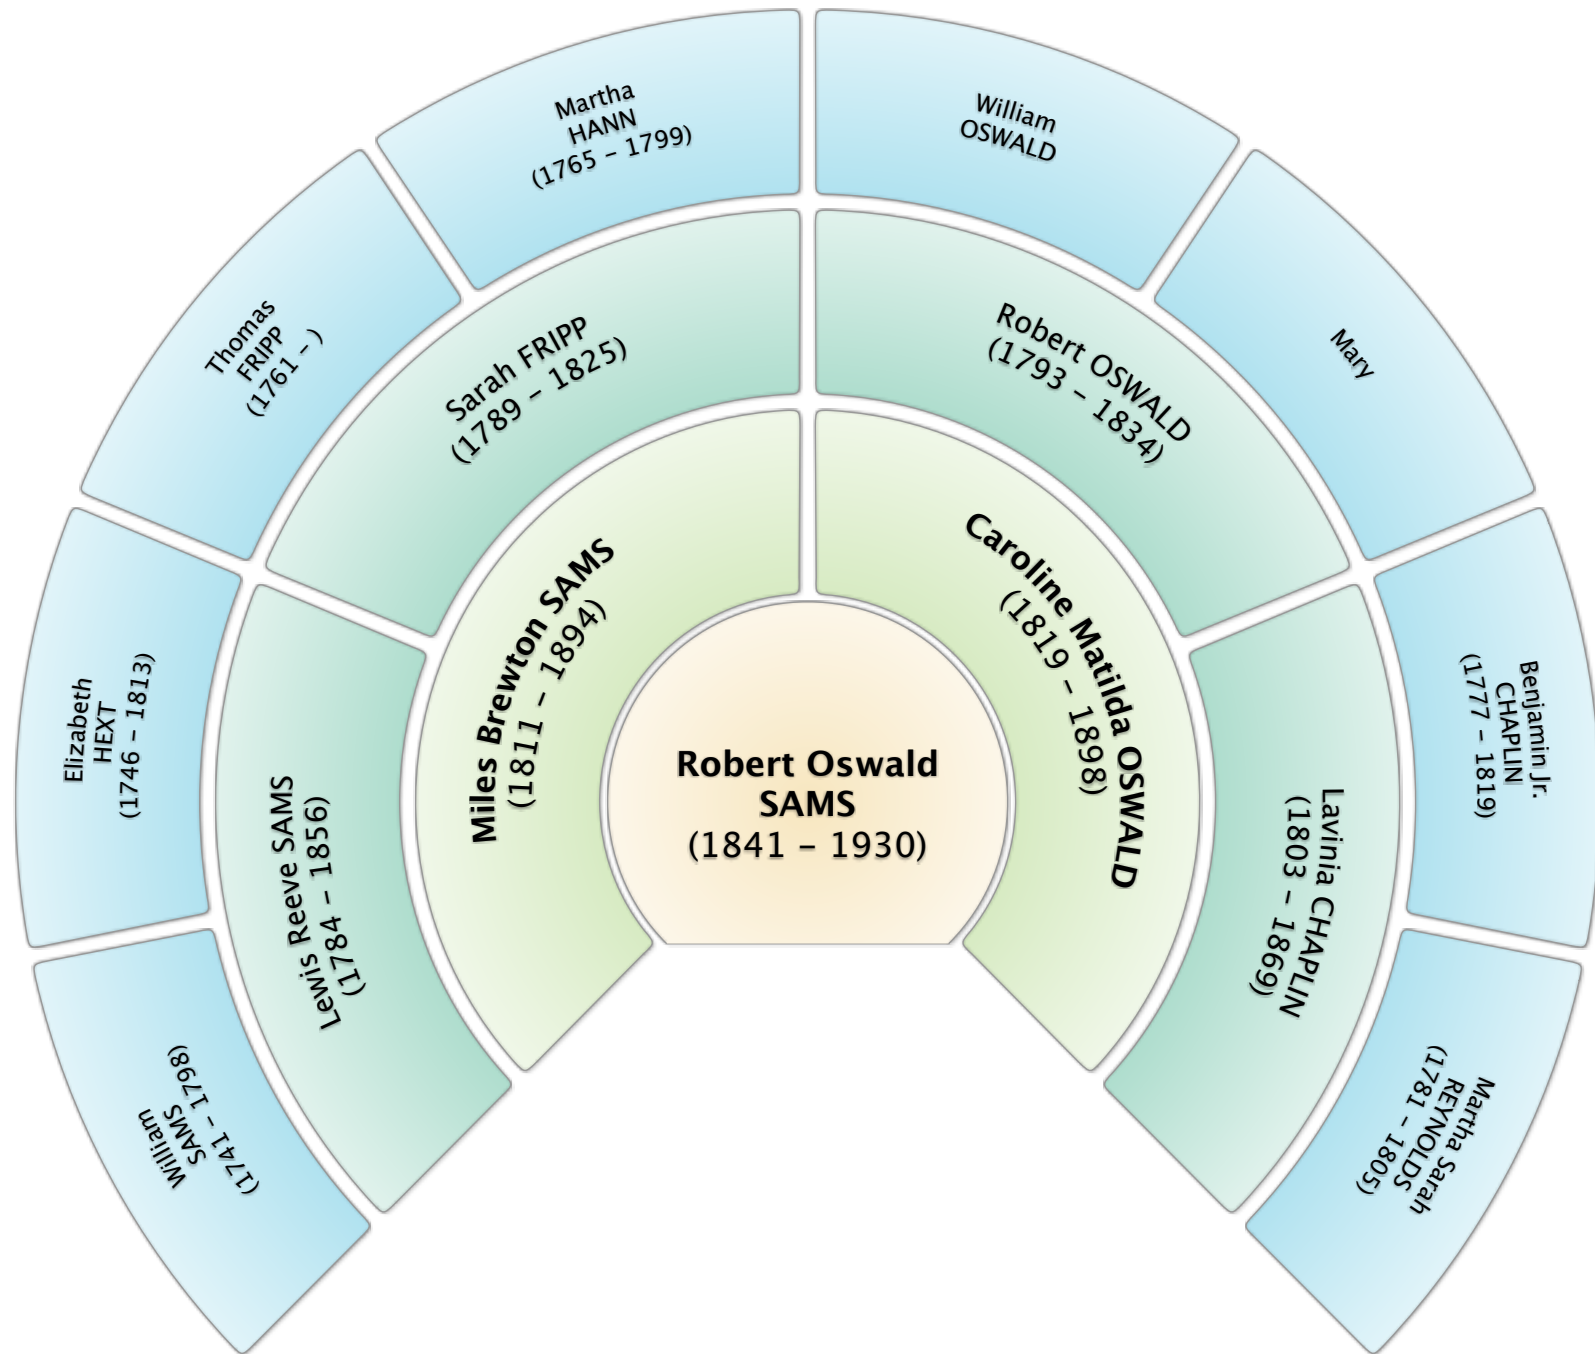 Martha
HANN
(1765 – 1799)
William
OSWALD
Thomas
FRIPP
(1761 – )
Mary
Sarah FRIPP
(1789 – 1825)
Robert OSWALD
(1793 – 1834)
Elizabeth
HEXT
(1746 – 1813)
Miles Brewton SAMS
(1811 – 1894)
Caroline Matilda OSWALD
(1819 – 1898)
Benjamin Jr.
CHAPLIN
(1777 – 1819)
Lewis Reeve SAMS
(1784 – 1856)
Robert Oswald
SAMS
(1841 – 1930)
Lavinia CHAPLIN
(1803 – 1869)
William
SAMS
(1741 – 1798)
Martha Sarah
REYNOLDS
(1781 – 1805)